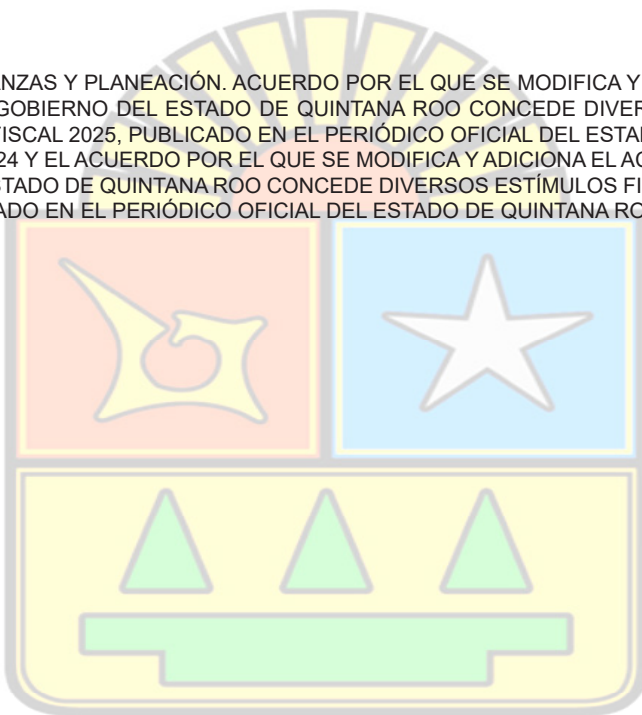 NZAS Y PLANEACIÓN. ACUERDO POR EL QUE SE MODIFICA Y
GOBIERNO DEL ESTADO DE QUINTANA ROO CONCEDE DIVER
FISCAL 2025, PUBLICADO EN EL PERIÓDICO OFICIAL DEL ESTA
24 Y EL ACUERDO POR EL QUE SE MODIFICA Y ADICIONA EL AC
STADO DE QUINTANA ROO CONCEDE DIVERSOS ESTÍMULOS FI
ADO EN EL PERIÓDICO OFICIAL DEL ESTADO DE QUINTANA RO